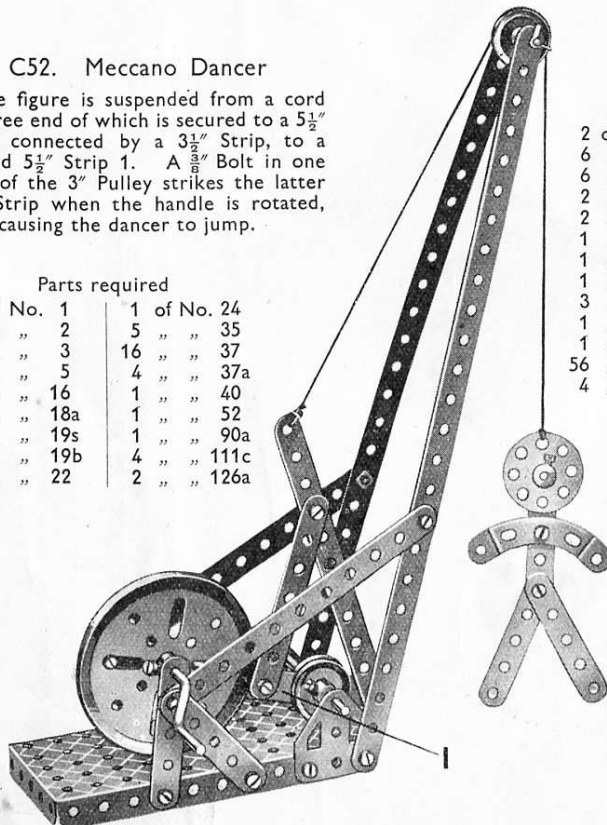 C52. Meccano Dancer
e figure is suspended from a cord
ree end of which is secured to a 5½″
connected by a 3½″ Strip, to a
d 5½″ Strip 1. A ⅜″ Bolt in one
of the 3″ Pulley strikes the latter
Strip when the handle is rotated,
causing the dancer to jump.
Parts required
No. 1 1 of No. 24
„ 2 5 „ „ 35
„ 3 16 „ „ 37
„ 5 4 „ „ 37a
„ 16 1 „ „ 40
„ 18a 1 „ „ 52
„ 19s 1 „ „ 90a
„ 19b 4 „ „ 111c
„ 22 2 „ „ 126a
2 o
6
6
2
2
1
1
1
3
1
1
56
4
1